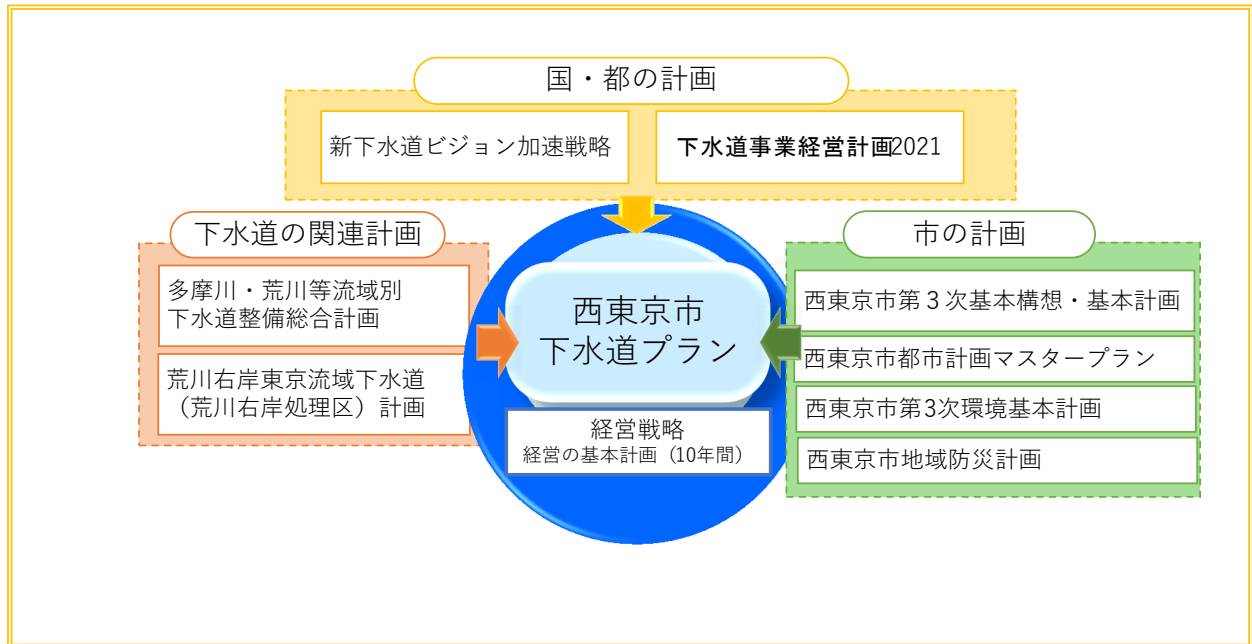 国・都の計画
新下水道ビジョン加速戦略
下水道事業経営計画2021
下水道の関連計画
多摩川・荒川等流域別
下水道整備総合計画
荒川右岸東京流域下水道
（荒川右岸処理区）計画
西東京市
下水道プラン
経営戦略
経営の基本計画（10年間）
市の計画
西東京市第３次基本構想・基本計画
西東京市都市計画マスタープラン
西東京市第3次環境基本計画
西東京市地域防災計画